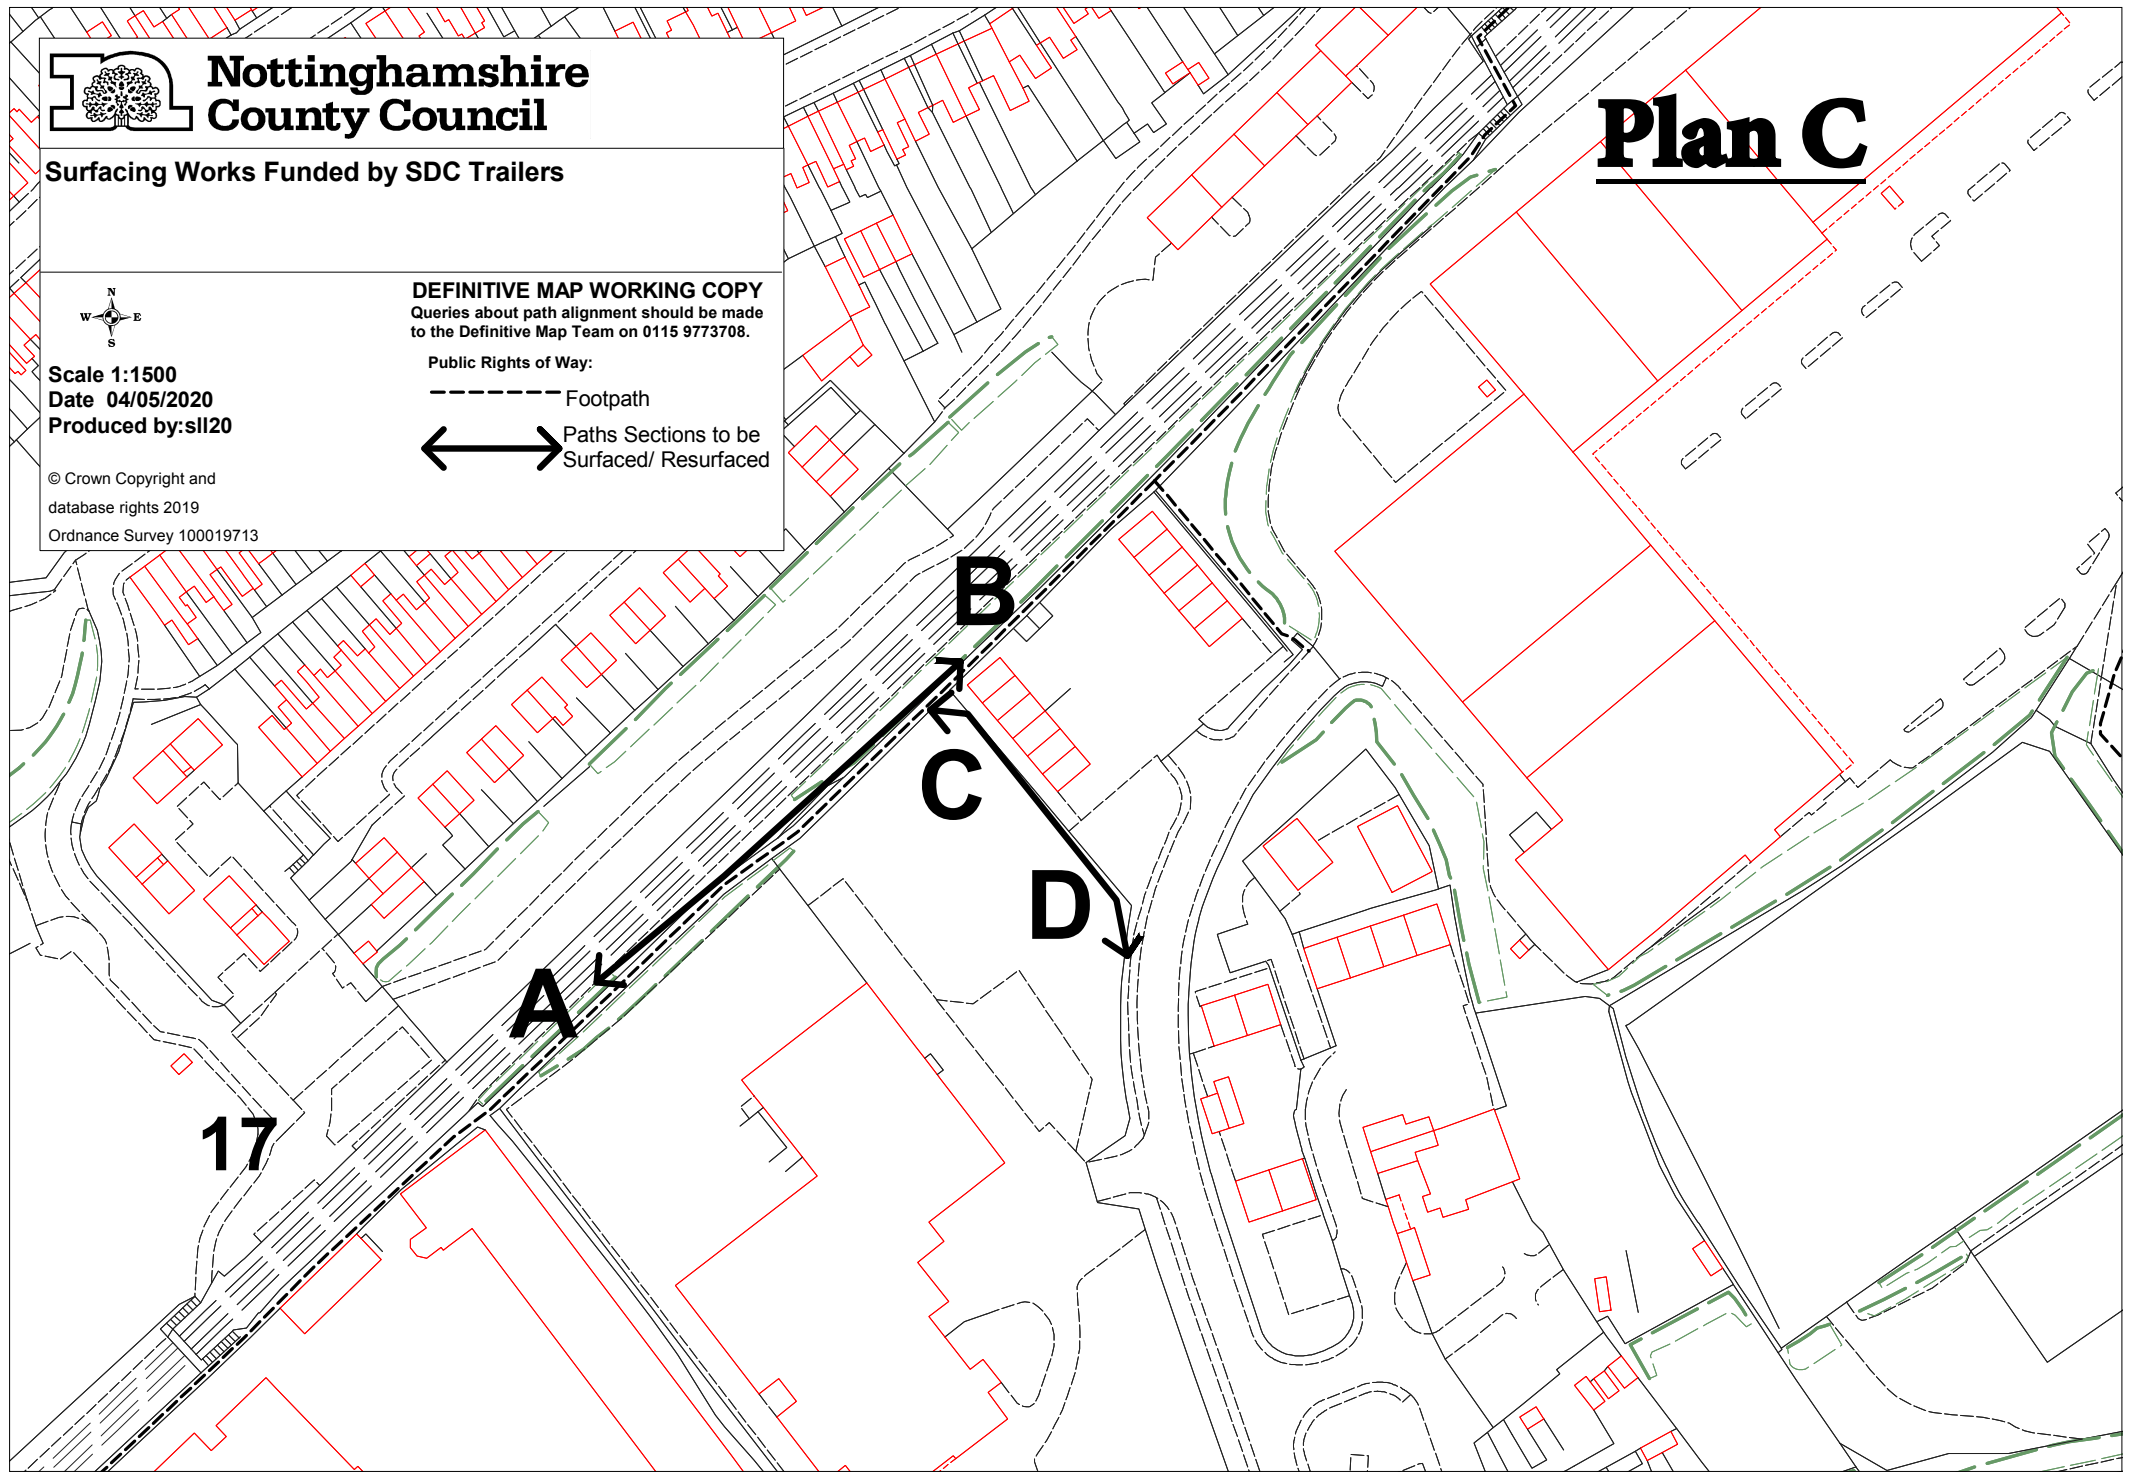 Nottinghamshire
County Council
Surfacing Works Funded by SDC Trailers
Plan C
N
W E
S
Scale 1:1500
Date 04/05/2020
Produced by:sll20
© Crown Copyright and
database rights 2019
Ordnance Survey 100019713
DEFINITIVE MAP WORKING COPY
Queries about path alignment should be made
to the Definitive Map Team on 0115 9773708.
Public Rights of Way:
Footpath
Paths Sections to be
Surfaced/ Resurfaced
B
C
D
A
17